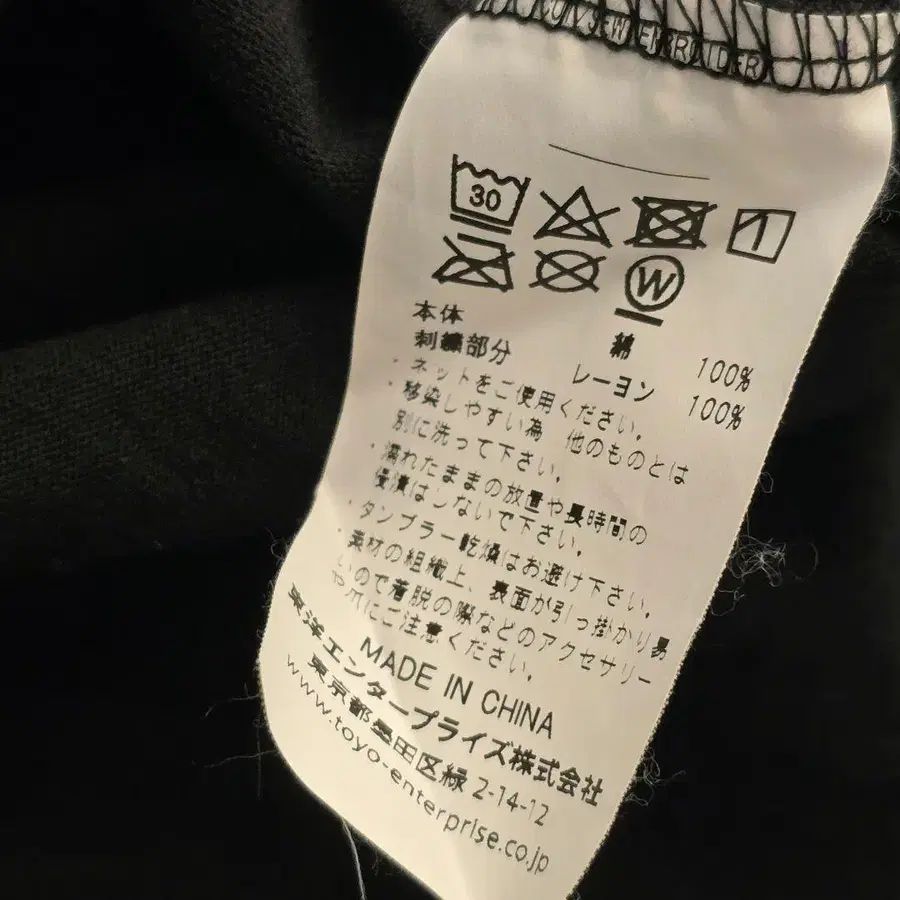 30
W
本体 綿 100%
刺繍部分 レーヨン 100%
・ネットをご使用ください。
・移染しやすい為 他のものとは
別に洗って下さい。
・濡れたままの放置や長時間の
浸漬はしないで下さい。
・タンブラー乾燥はお避け下さい。
・素材の組織上、表面が引っ掛かり易
いので着脱の際などのアクセサリー
や爪にご注意ください。
MADE IN CHINA
東洋エンタープライズ株式会社
東京都墨田区緑 2-14-12
www.toyo-enterprise.co.jp